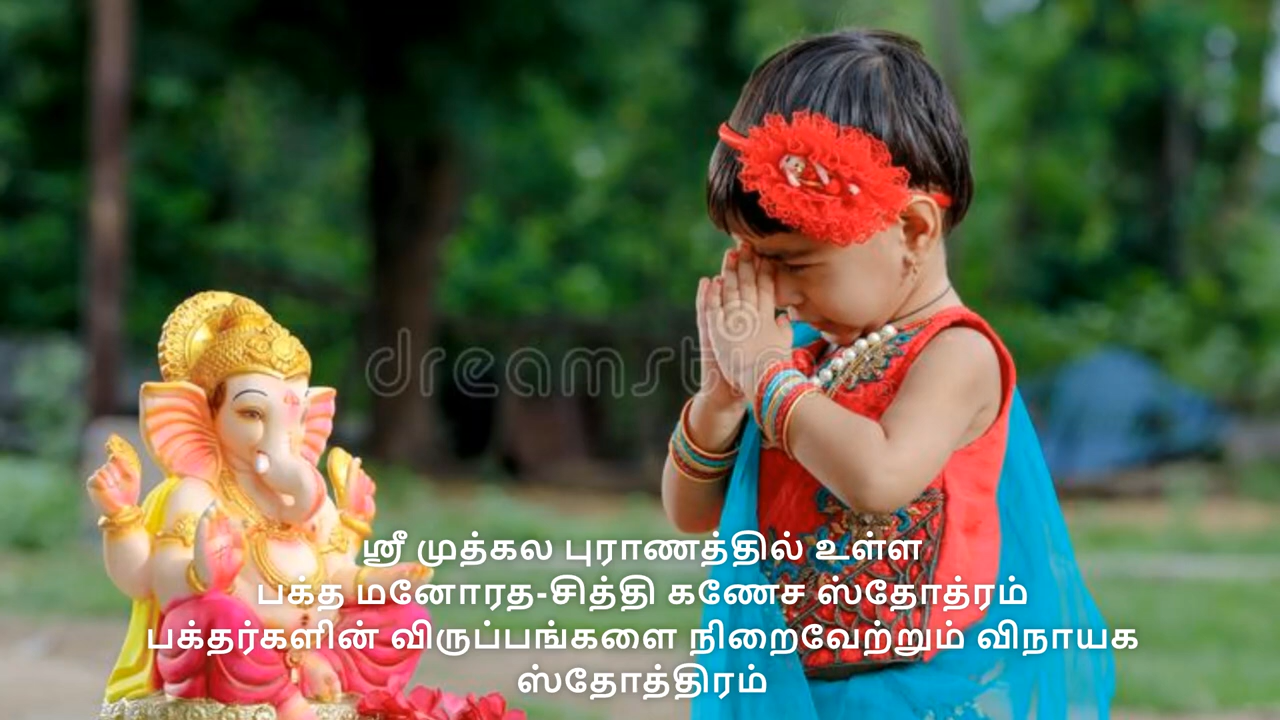 dreamstime
ஸ்ரீ முத்கல புராணத்தில் உள்ள
பக்த மனோரத-சித்தி கணேச ஸ்தோத்ரம்
பக்தர்களின் விருப்பங்களை நிறைவேற்றும் விநாயக
ஸ்தோத்திரம்